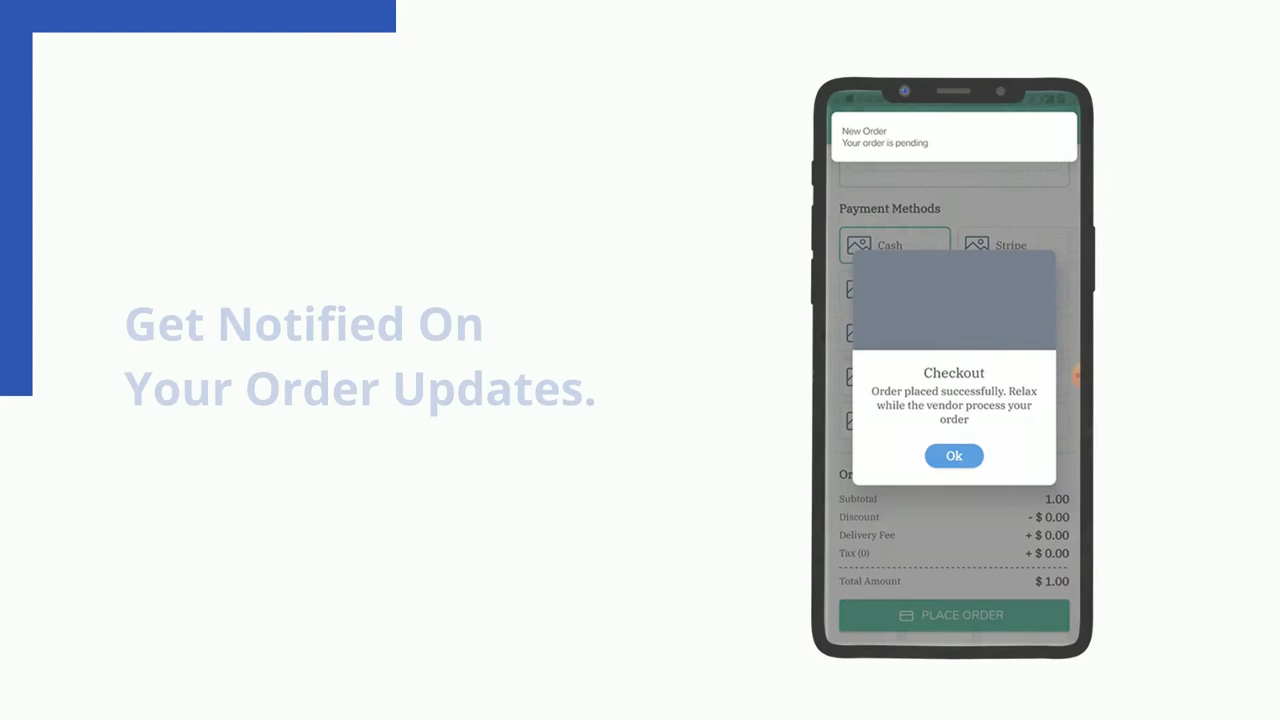 Get Notified On
Your Order Updates.
New Order
Your order is pending
Payment Methods
Cash
Stripe
Checkout
Order placed successfully. Relax
while the vendor process your
order
Ok
Subtotal 1.00
Discount - $ 0.00
Delivery Fee + $ 0.00
Tax (0) + $ 0.00
Total Amount $ 1.00
PLACE ORDER